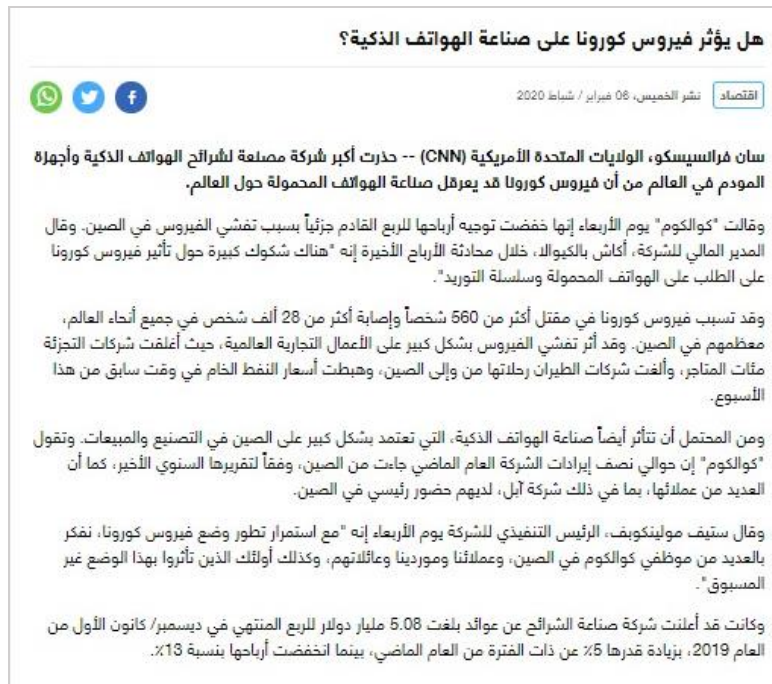 هل يؤثر فيروس كورونا على صناعة الهواتف الذكية؟
اقتصاد نشر الخميس، 06 فبراير / شباط 2020
سان فرانسيسكو، الولايات المتحدة الأمريكية (CNN) -- حذرت أكبر شركة مصنعة لشرائح الهواتف الذكية وأجهزة
المودم في العالم من أن فيروس كورونا قد يعرقل صناعة الهواتف المحمولة حول العالم.
وقالت "كوالكوم" يوم الأربعاء إنها خفضت توجيه أرباحها للربع القادم جزئياً بسبب تفشي الفيروس في الصين. وقال
المدير المالي للشركة، أكاش بالكيوالا، خلال محادثة الأرباح الأخيرة إنه "هناك شكوك كبيرة حول تأثير فيروس كورونا
على الطلب على الهواتف المحمولة وسلسلة التوريد".
وقد تسبب فيروس كورونا في مقتل أكثر من 560 شخصاً وإصابة أكثر من 28 ألف شخص في جميع أنحاء العالم،
معظمهم في الصين. وقد أثر تفشي الفيروس بشكل كبير على الأعمال التجارية العالمية، حيث أغلقت شركات التجزئة
مئات المتاجر، وألغت شركات الطيران رحلاتها من وإلى الصين، وهبطت أسعار النفط الخام في وقت سابق من هذا
الأسبوع.
ومن المحتمل أن تتأثر أيضاً صناعة الهواتف الذكية، التي تعتمد بشكل كبير على الصين في التصنيع والمبيعات. وتقول
"كوالكوم" إن حوالي نصف إيرادات الشركة العام الماضي جاءت من الصين، وفقاً لتقريرها السنوي الأخير، كما أن
العديد من عملائها، بما في ذلك شركة آبل، لديهم حضور رئيسي في الصين.
وقال ستيف مولينكوبف، الرئيس التنفيذي للشركة يوم الأربعاء إنه "مع استمرار تطور وضع فيروس كورونا، نفكر
بالعديد من موظفي كوالكوم في الصين، وعملائنا وموردينا وعائلاتهم، وكذلك أولئك الذين تأثروا بهذا الوضع غير
المسبوق".
وكانت قد أعلنت شركة صناعة الشرائح عن عوائد بلغت 5.08 مليار دولار للربع المنتهي في ديسمبر/ كانون الأول من
العام 2019، بزيادة قدرها 5٪ عن ذات الفترة من العام الماضي، بينما انخفضت أرباحها بنسبة 13٪.